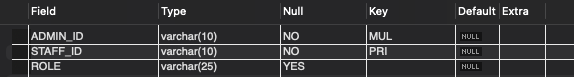 Field Type Null Key Default Extra
ADMIN_ID varchar(10) NO MUL NULL
STAFF_ID varchar(10) NO PRI NULL
ROLE varchar(25) YES NULL